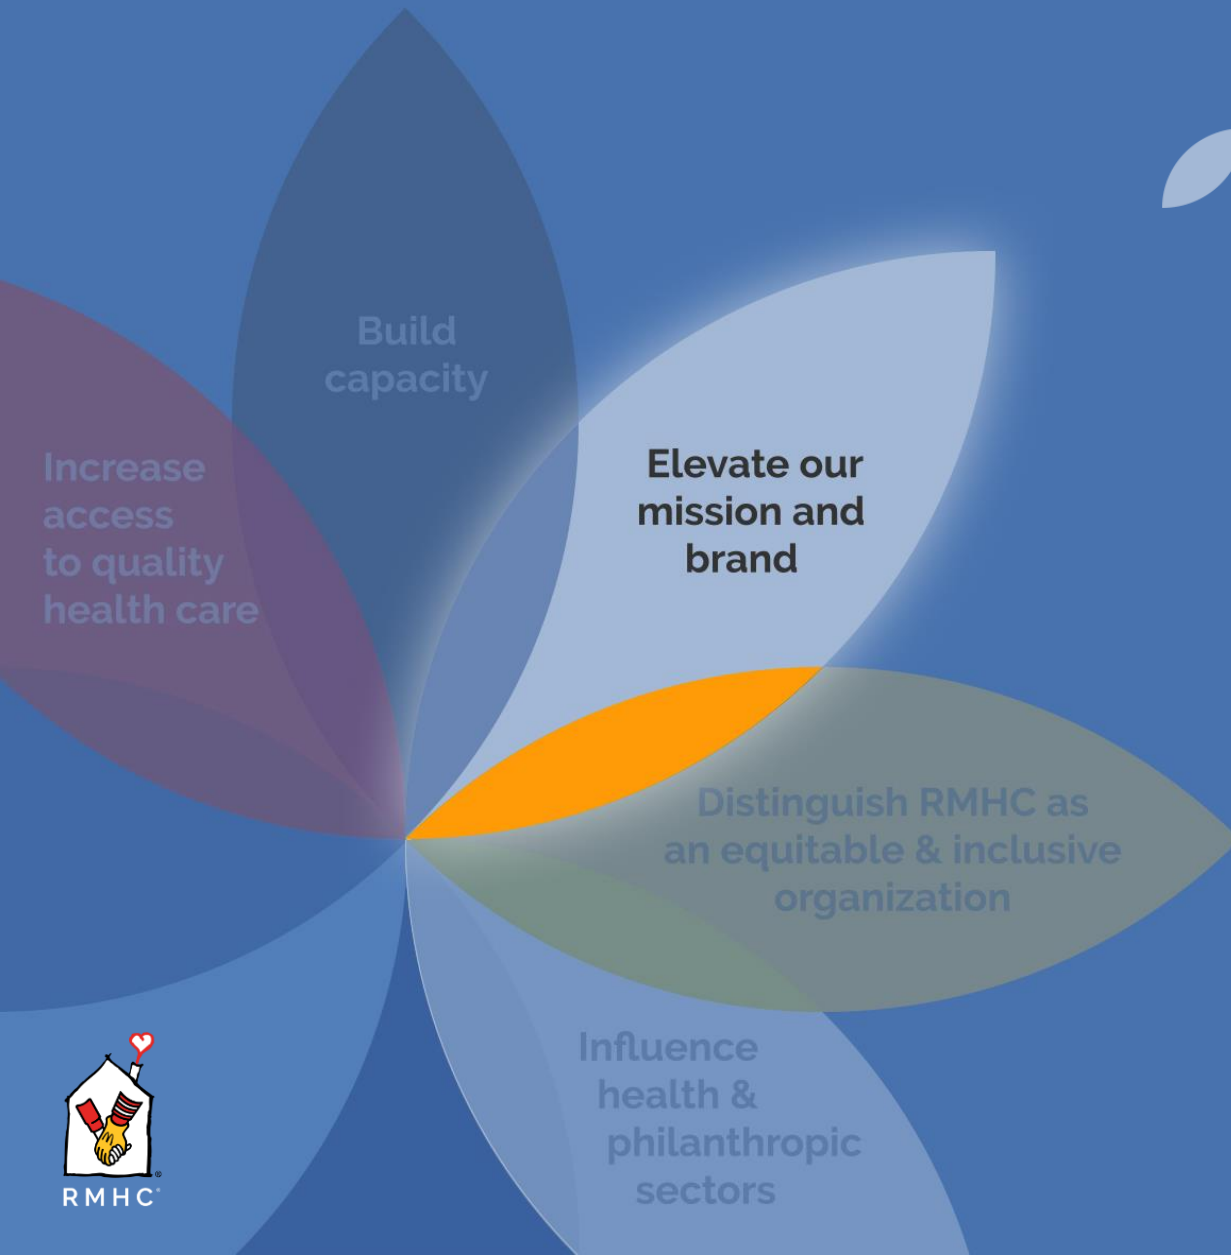 Build
capacity
Increase
access
to quality
health care
Elevate our
mission and
brand
Distinguish RMHC as
an equitable & inclusive
organization
Influence
health &
philanthropic
sectors
RMHC®